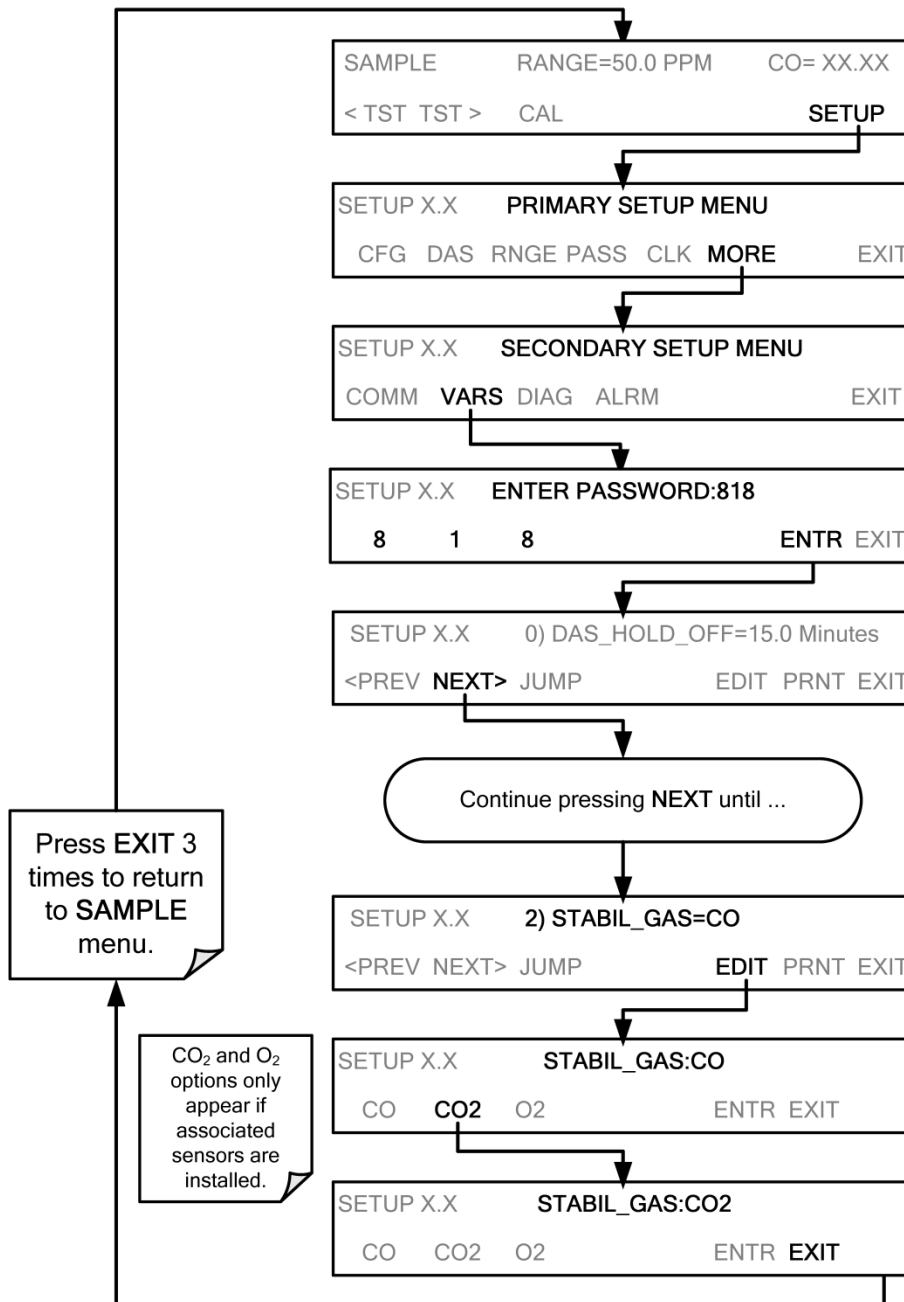 SAMPLE RANGE=50.0 PPM CO= XX.XX
< TST TST > CAL SETUP
SETUP X.X PRIMARY SETUP MENU
CFG DAS RNGE PASS CLK MORE EXIT
SETUP X.X SECONDARY SETUP MENU
COMM VARS DIAG ALRM EXIT
SETUP X.X ENTER PASSWORD:818
8 1 8 ENTR EXIT
SETUP X.X 0) DAS_HOLD_OFF=15.0 Minutes
<PREV NEXT> JUMP EDIT PRNT EXIT
Continue pressing NEXT until ...
Press EXIT 3
times to return
to SAMPLE
menu.
SETUP X.X 2) STABIL_GAS=CO
<PREV NEXT> JUMP EDIT PRNT EXIT
CO₂ and O₂
options only
appear if
associated
sensors are
installed.
SETUP X.X STABIL_GAS:CO
CO CO2 O2 ENTR EXIT
SETUP X.X STABIL_GAS:CO2
CO CO2 O2 ENTR EXIT